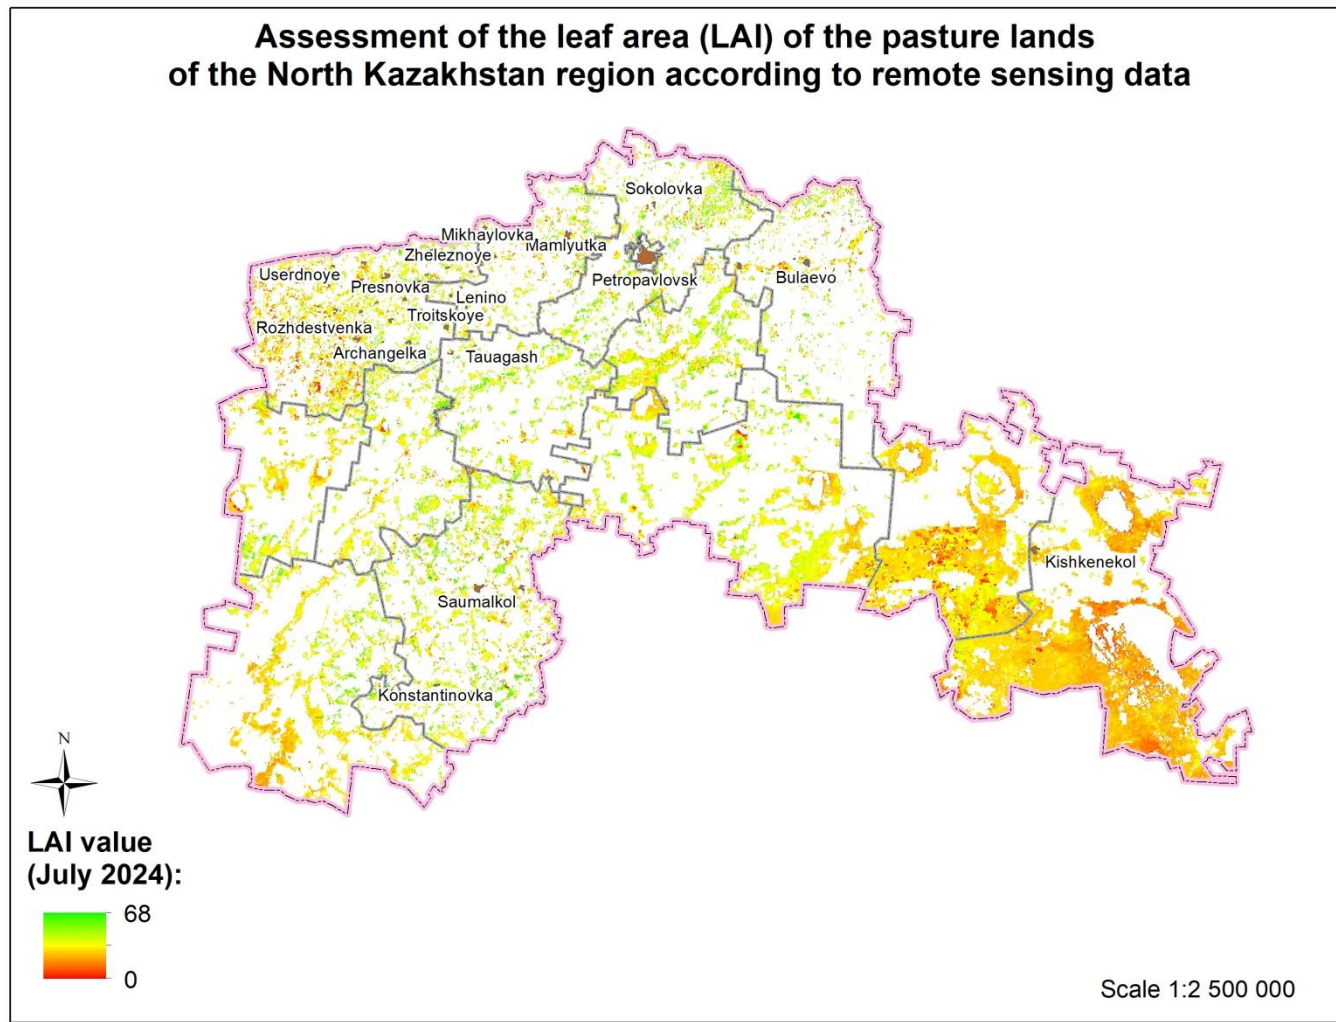 Assessment of the leaf area (LAI) of the pasture lands
of the North Kazakhstan region according to remote sensing data
Sokolovka
Mikhaylovka
Mamlyutka
Zheleznoye
Userdnoye
Petropavlovsk
Bulaevo
Presnovka
Lenino
Troitskoye
Rozhdestvenka
Archangelka
Tauagash
Kishkenekol
Saumalkol
Konstantinovka
N
LAI value
(July 2024):
68
0
Scale 1:2 500 000